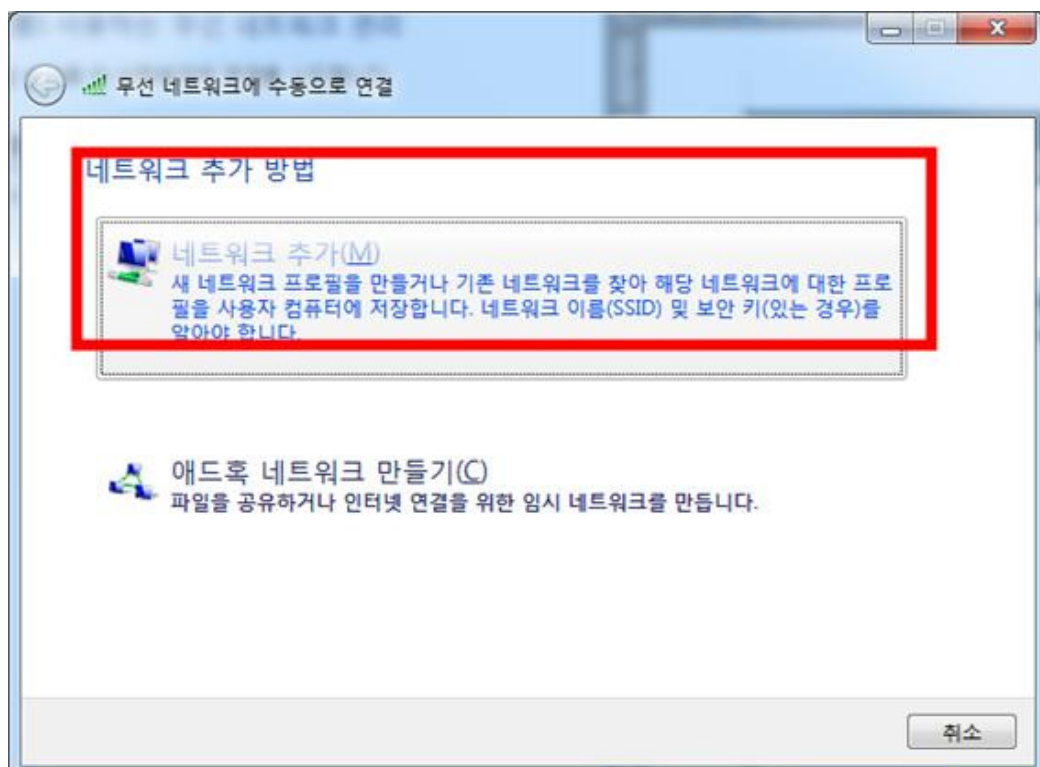 무선 네트워크에 수동으로 연결
네트워크 추가 방법
네트워크 추가(M)
새 네트워크 프로필을 만들거나 기존 네트워크를 찾아 해당 네트워크에 대한 프로
필을 사용자 컴퓨터에 저장합니다. 네트워크 이름(SSID) 및 보안 키(있는 경우)를
알아야 합니다.
애드혹 네트워크 만들기(C)
파일을 공유하거나 인터넷 연결을 위한 임시 네트워크를 만듭니다.
취소